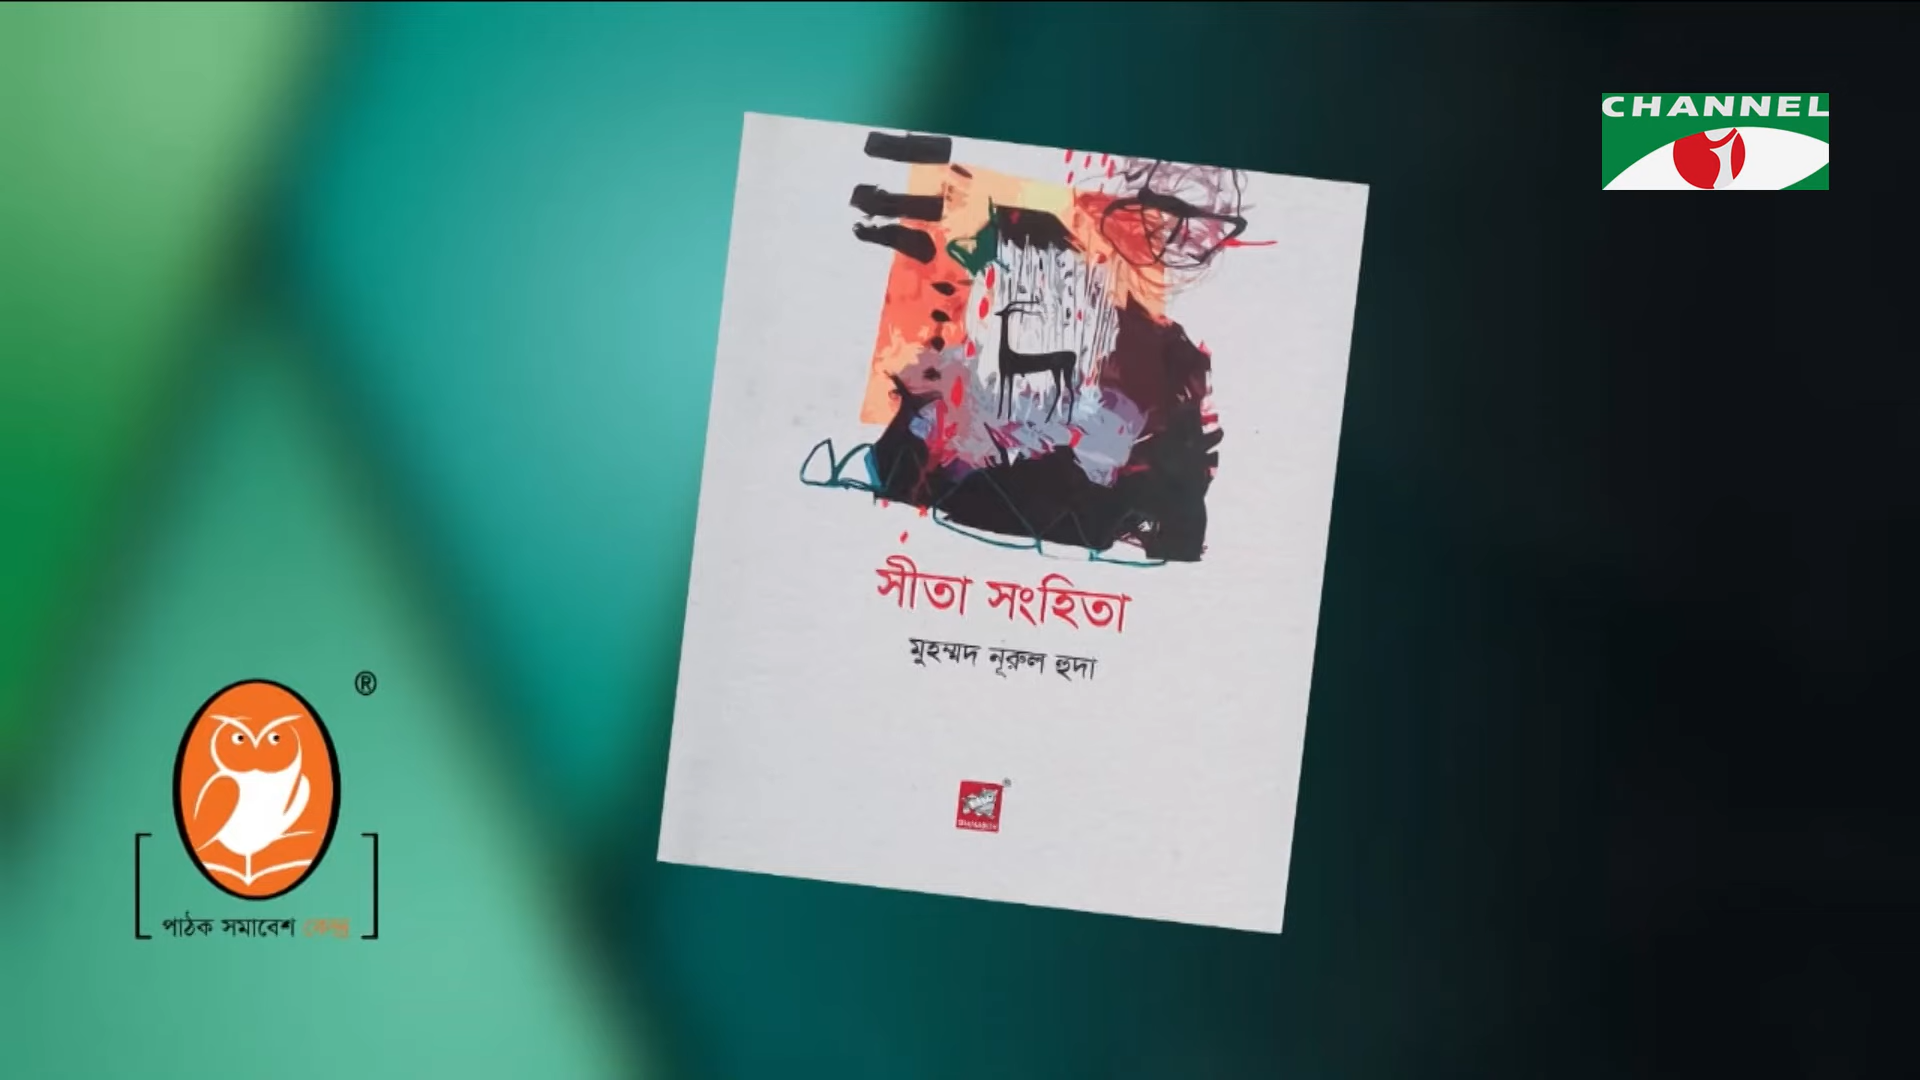 CHANNEL i
সীতা সংহিতা
মুহম্মদ নূরুল হুদা
®
পাঠক সমাবেশ কেন্দ্র